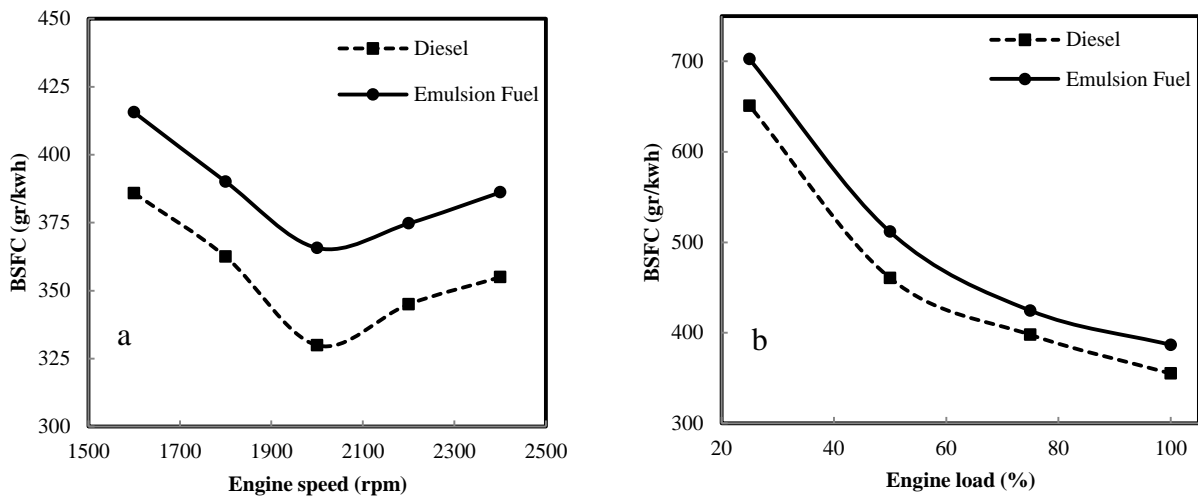 450
425
400
375
350
325
300
BSFC (gr/kwh)
Diesel
Emulsion Fuel
a
1500 1700 1900 2100 2300 2500
Engine speed (rpm)
700
600
500
400
300
BSFC (gr/kwh)
Diesel
Emulsion Fuel
b
20 40 60 80 100
Engine load (%)